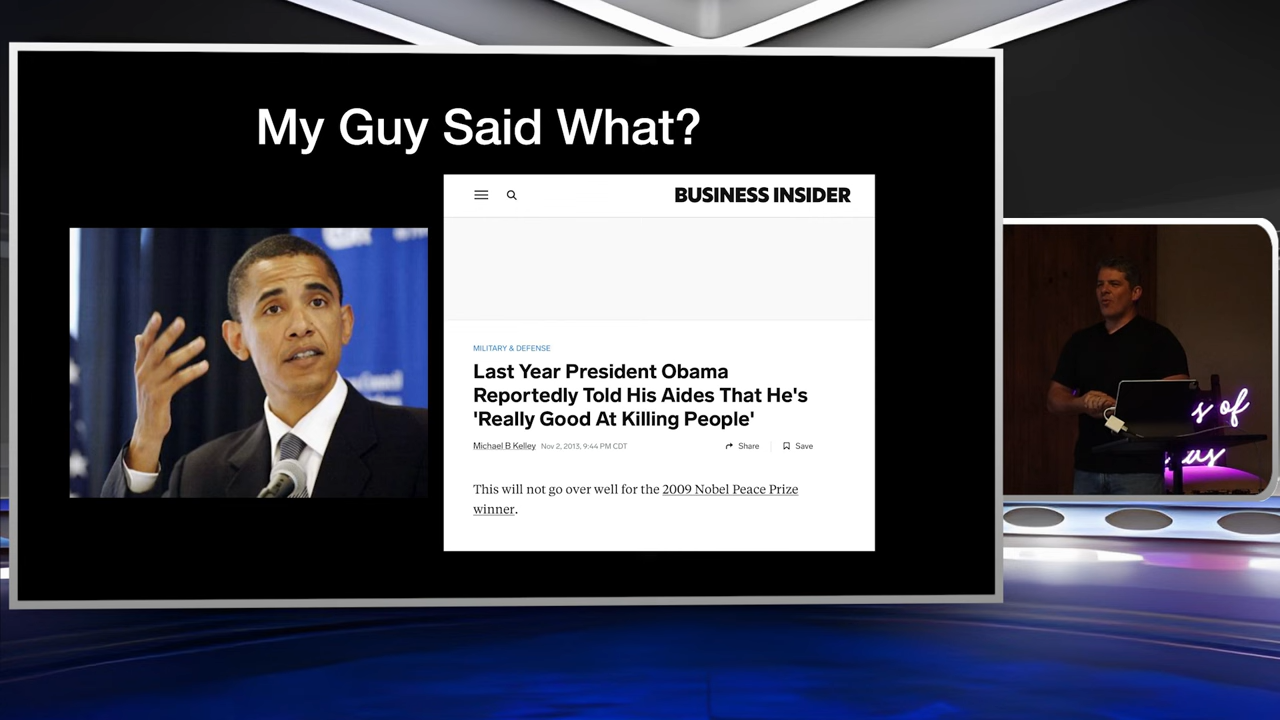 My Guy Said What?
BUSINESS INSIDER
MILITARY & DEFENSE
Last Year President Obama
Reportedly Told His Aides That He's
'Really Good At Killing People'
Michael B Kelley Nov 2, 2013, 9:44 PM CDT Share Save
This will not go over well for the 2009 Nobel Peace Prize
winner.
s of